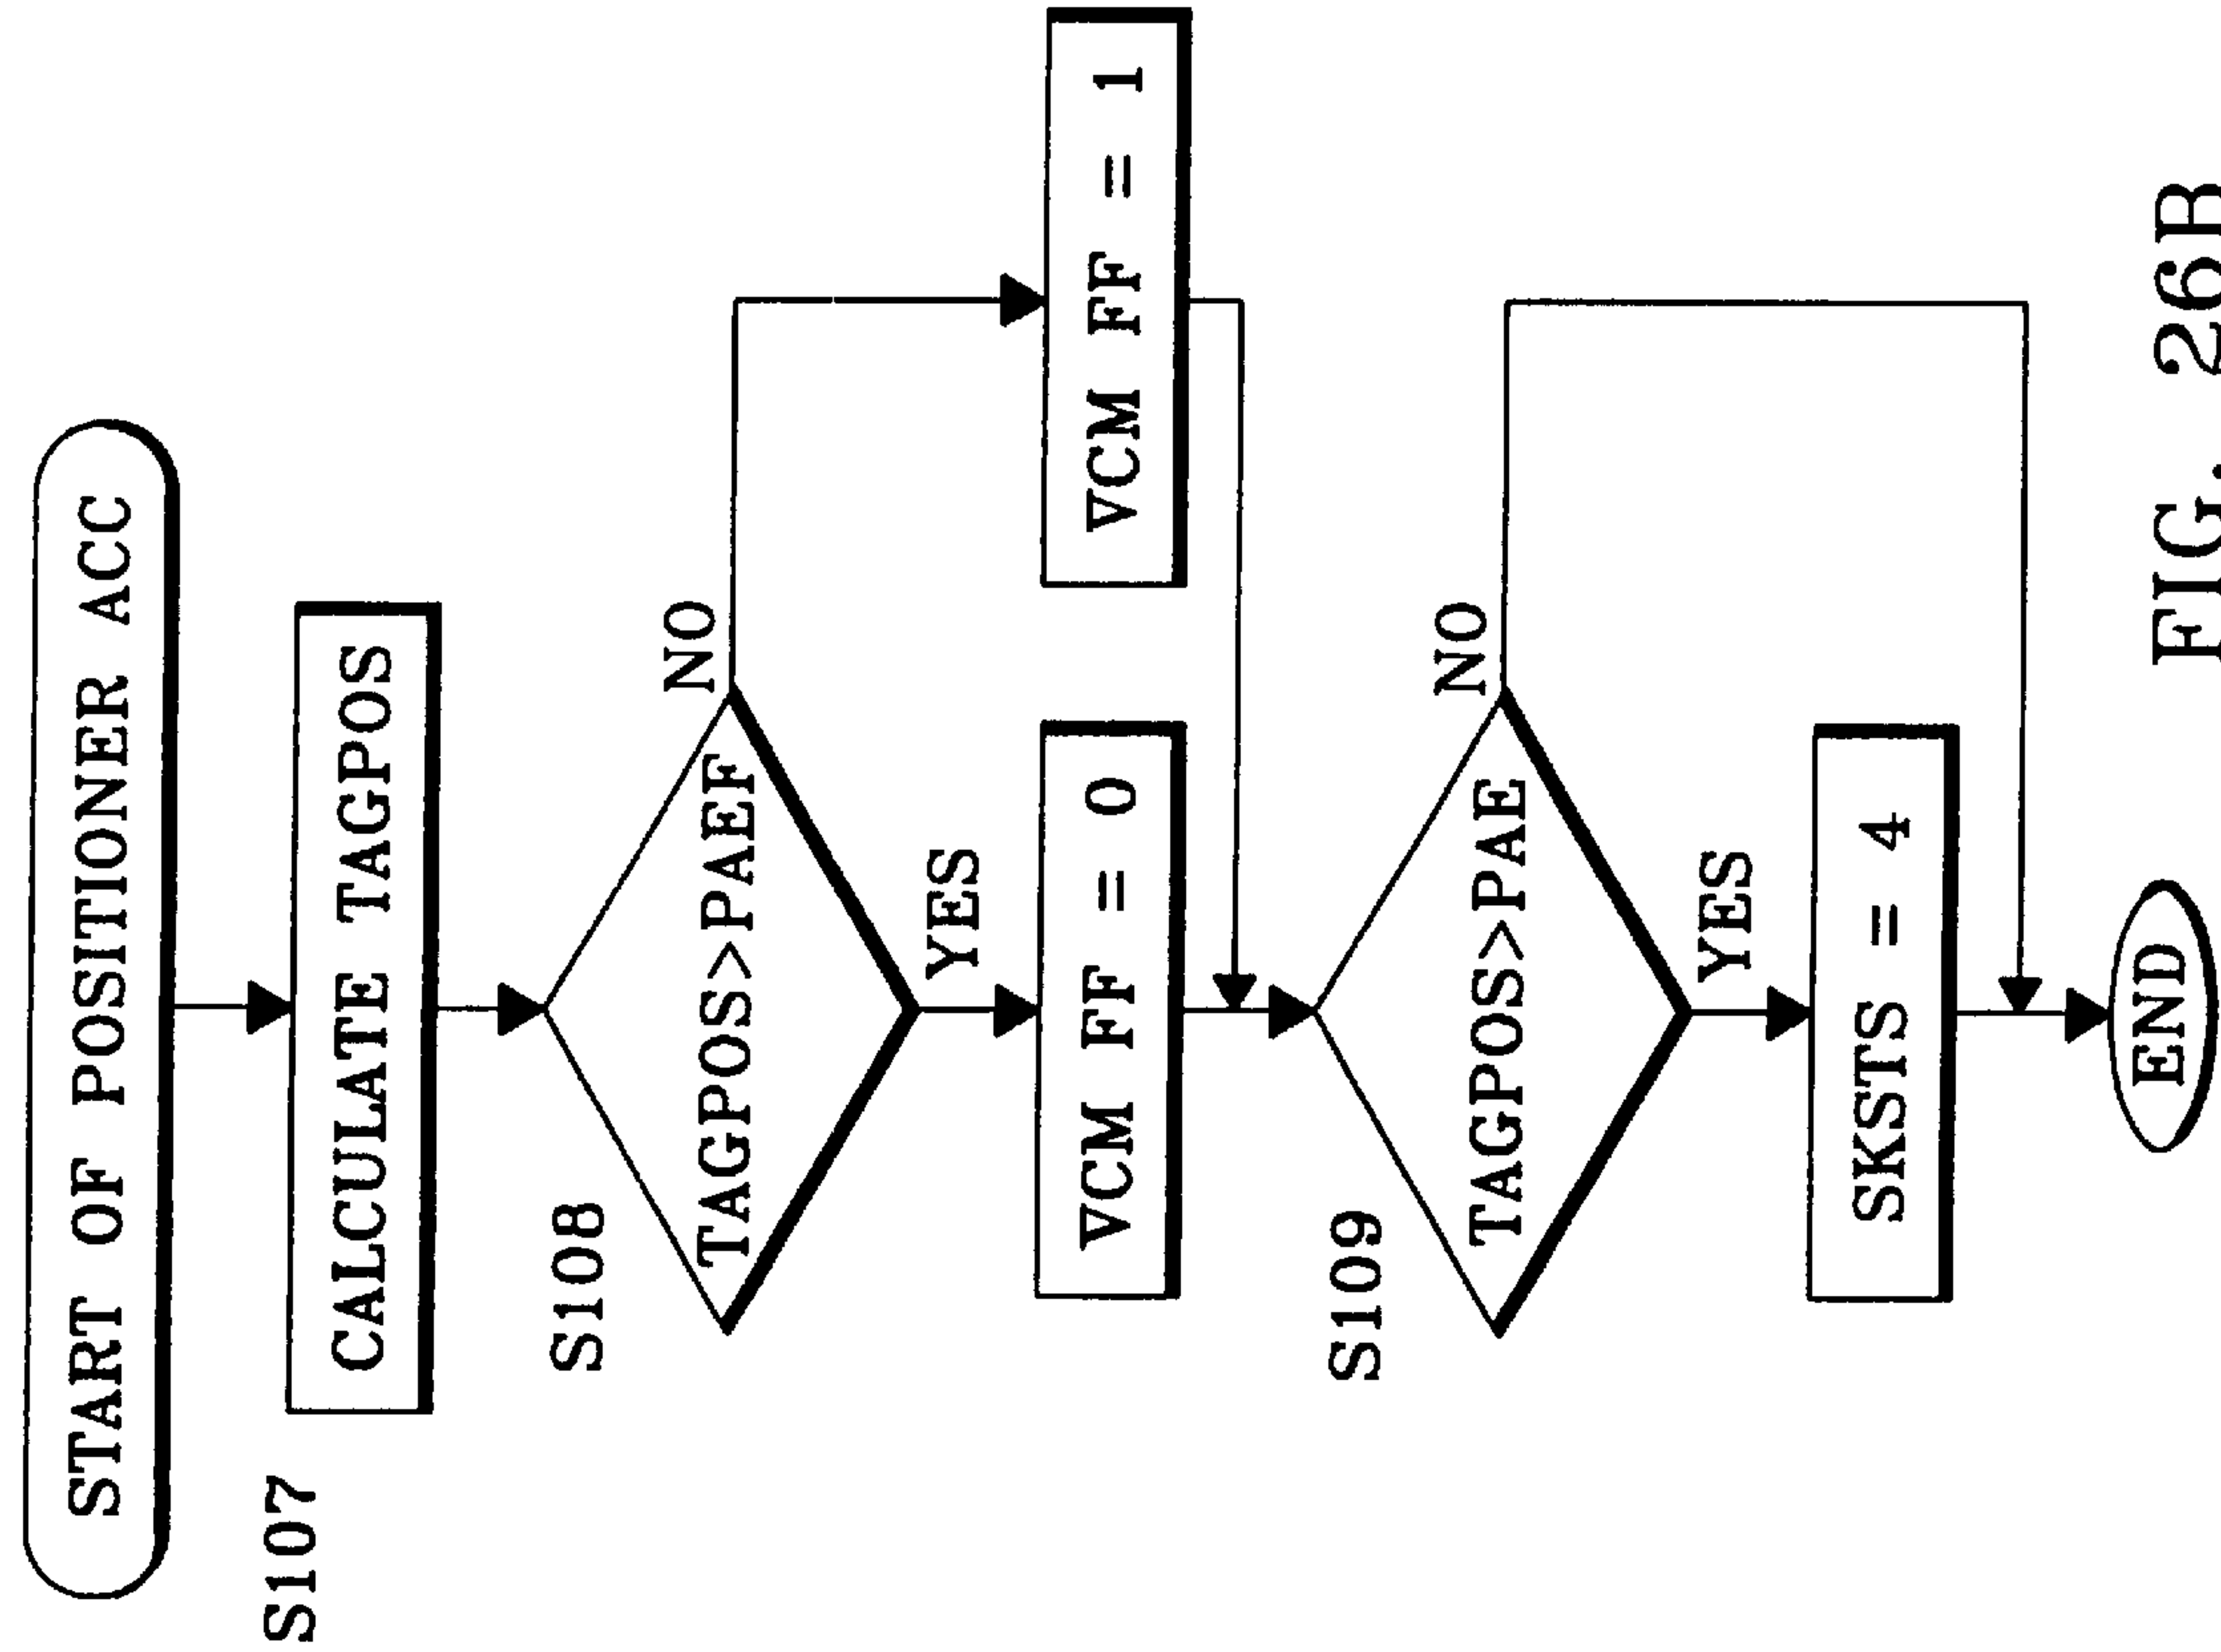 START OF POSITIONER ACC
S107
CALCULATE TAGPOS
S108
TAGPOS>PAEF
NO
YES
VCM FF = 0
VCM FF = 1
S109
TAGPOS>PAE
NO
YES
SKSTS = 4
END
FIG. 26B